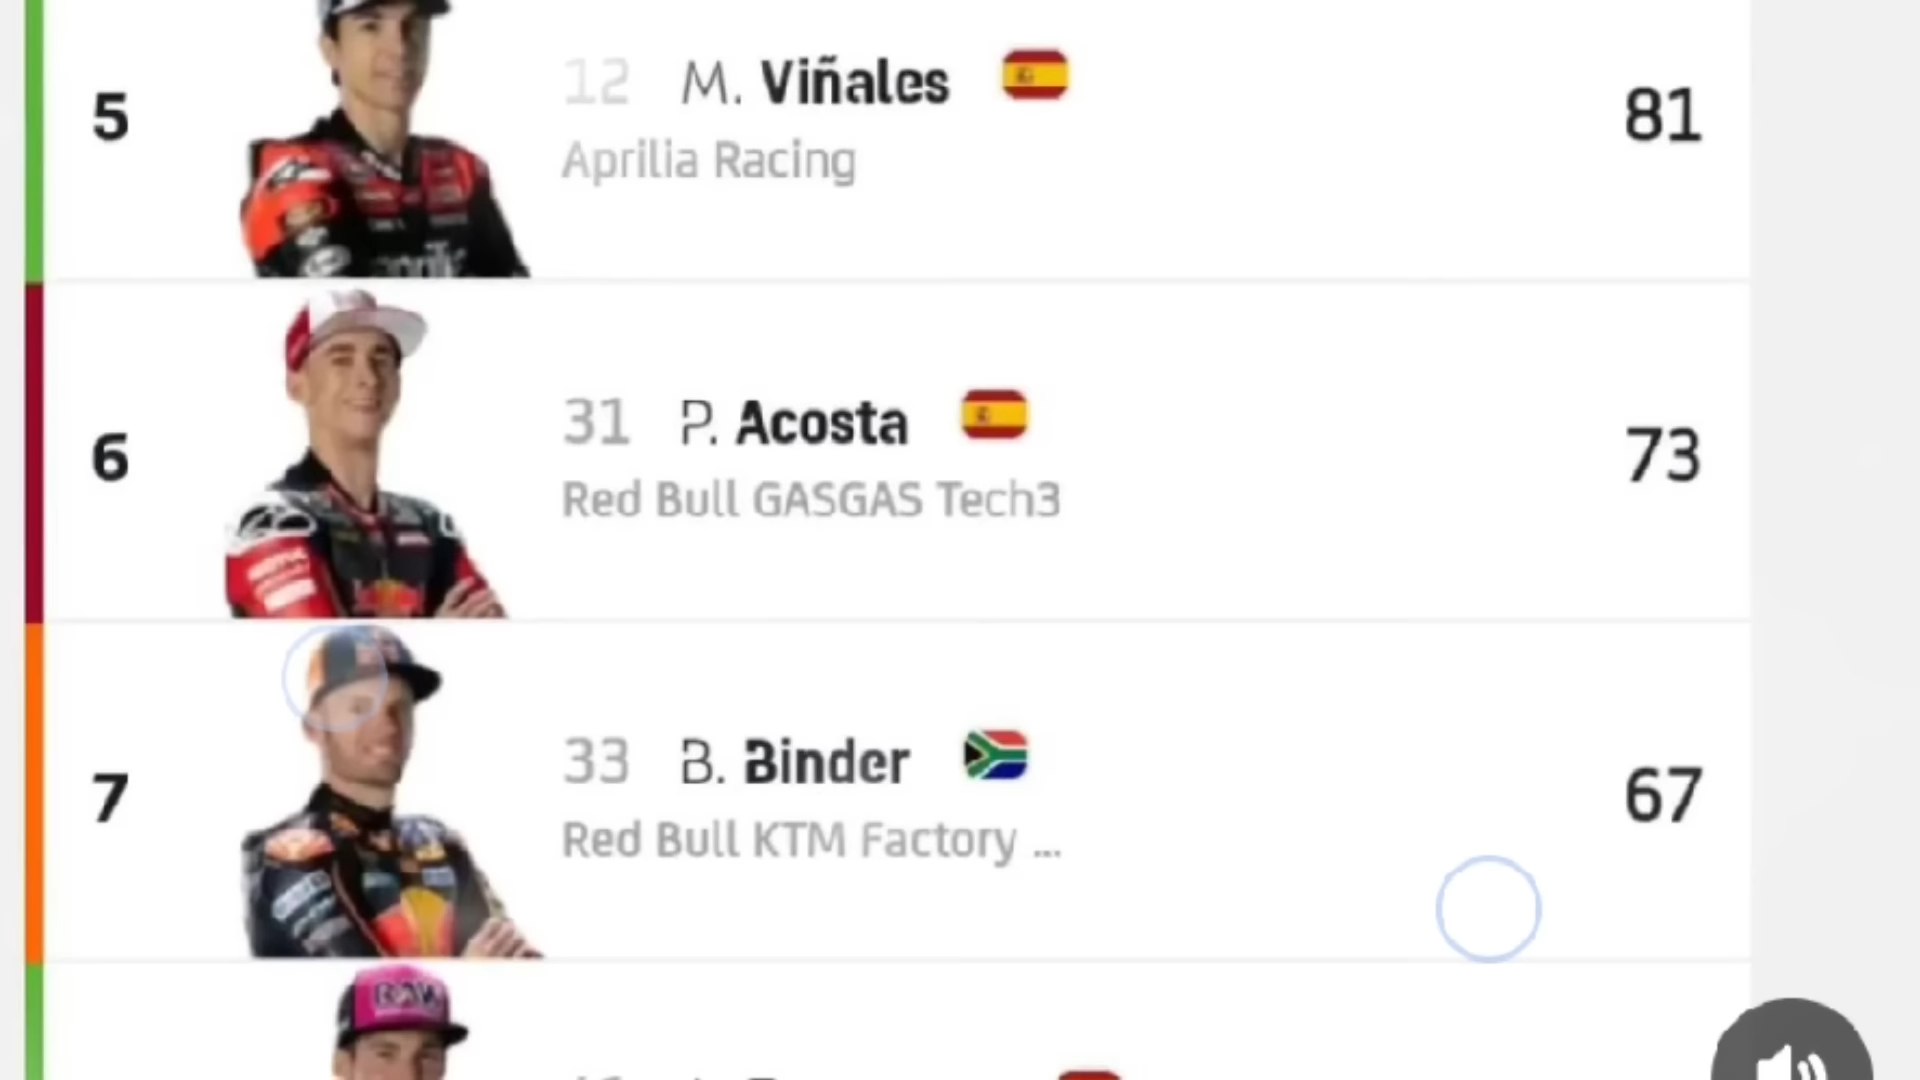 5
12 M. Viñales
Aprilia Racing
81
6
31 P. Acosta
Red Bull GASGAS Tech3
73
7
33 B. Binder
Red Bull KTM Factory ...
67